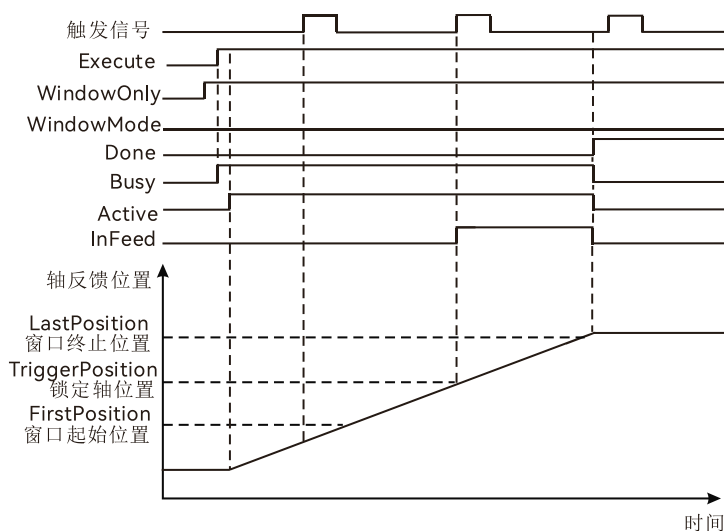 触发信号
Execute
WindowOnly
WindowMode
Done
Busy
Active
InFeed
轴反馈位置
LastPosition
窗口终止位置
TriggerPosition
锁定轴位置
FirstPosition
窗口起始位置
时间